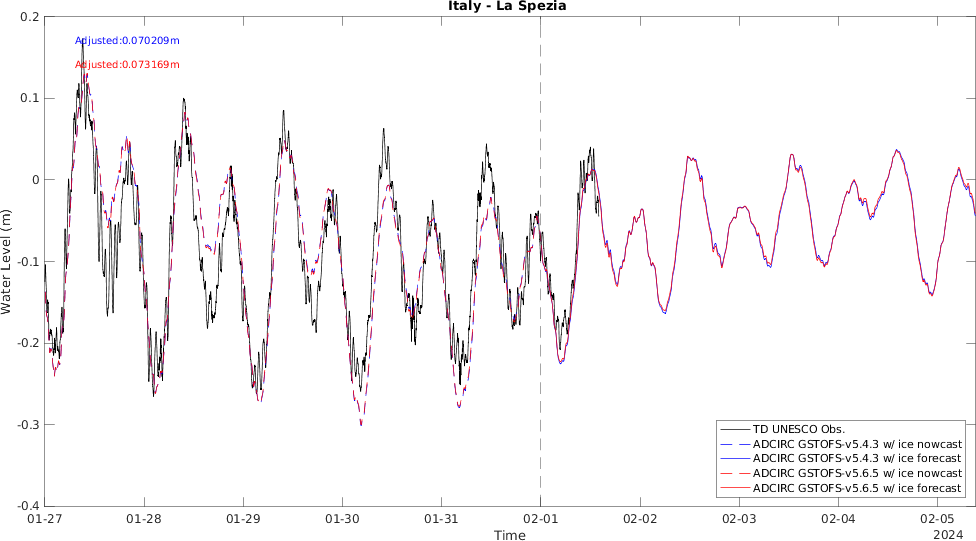 Italy - La Spezia
0.2
Adjusted:0.070209m
Adjusted:0.073169m
0.1
0
-0.1
-0.2
-0.3
-0.4
Water Level (m)
TD UNESCO Obs.
ADCIRC GSTOFS-v5.4.3 w/ ice nowcast
ADCIRC GSTOFS-v5.4.3 w/ ice forecast
ADCIRC GSTOFS-v5.6.5 w/ ice nowcast
ADCIRC GSTOFS-v5.6.5 w/ ice forecast
01-27 01-28 01-29 01-30 01-31 02-01 02-02 02-03 02-04 02-05
Time
2024